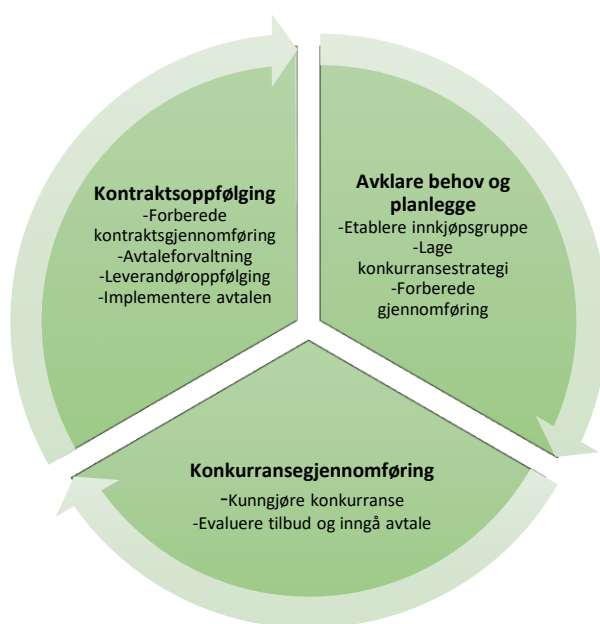 Kontraktsoppfølging
-Forberede
kontraktsgjennomføring
-Avtaleforvaltning
-Leverandøroppfølging
-Implementere avtalen
Avklare behov og
planlegge
-Etablere innkjøpsgruppe
-Lage
konkurransestrategi
-Forberede
gjennomføring
Konkurransegjennomføring
-Kunngjøre konkurranse
-Evaluere tilbud og inngå avtale